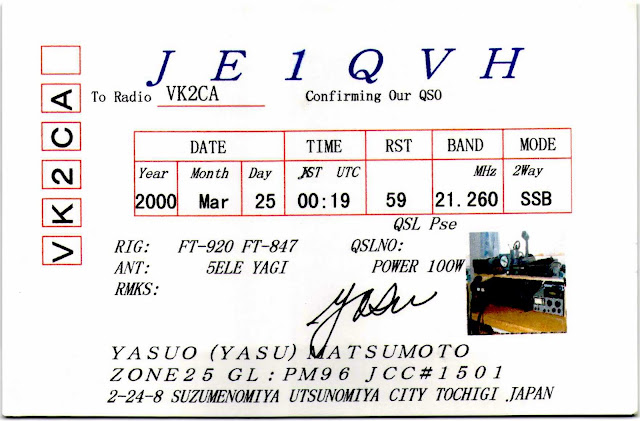 JE1QVH
VK2CA
To Radio VK2CA Confirming Our QSO
DATE TIME RST BAND MODE
Year Month Day JST UTC MHz 2Way
2000 Mar 25 00:19 59 21.260 SSB
QSL Pse
RIG: FT-920 FT-847 QSLNO:
ANT: 5ELE YAGI POWER 100W
RMKS:
Yasu
YASUO (YASU) MATSUMOTO
ZONE25 GL:PM96 JCC#1501
2-24-8 SUZUMENOMIYA UTSUNOMIYA CITY TOCHIGI JAPAN